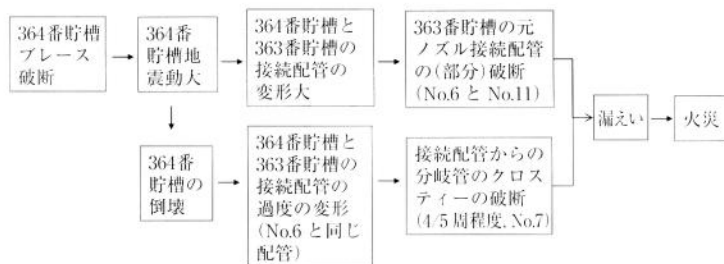 364番貯槽
ブレース
破断
364番
貯槽地
震動大
364番貯槽と
363番貯槽の
接続配管の
変形大
363番貯槽の元
ノズル接続配管
の(部分)破断
(No.6とNo.11)
漏えい
火災
364番
貯槽の
倒壊
364番貯槽と
363番貯槽の
接続配管の
過度の変形
(No.6と同じ
配管)
接続配管からの
分岐管のクロス
ティーの破断
(4/5周程度, No.7)